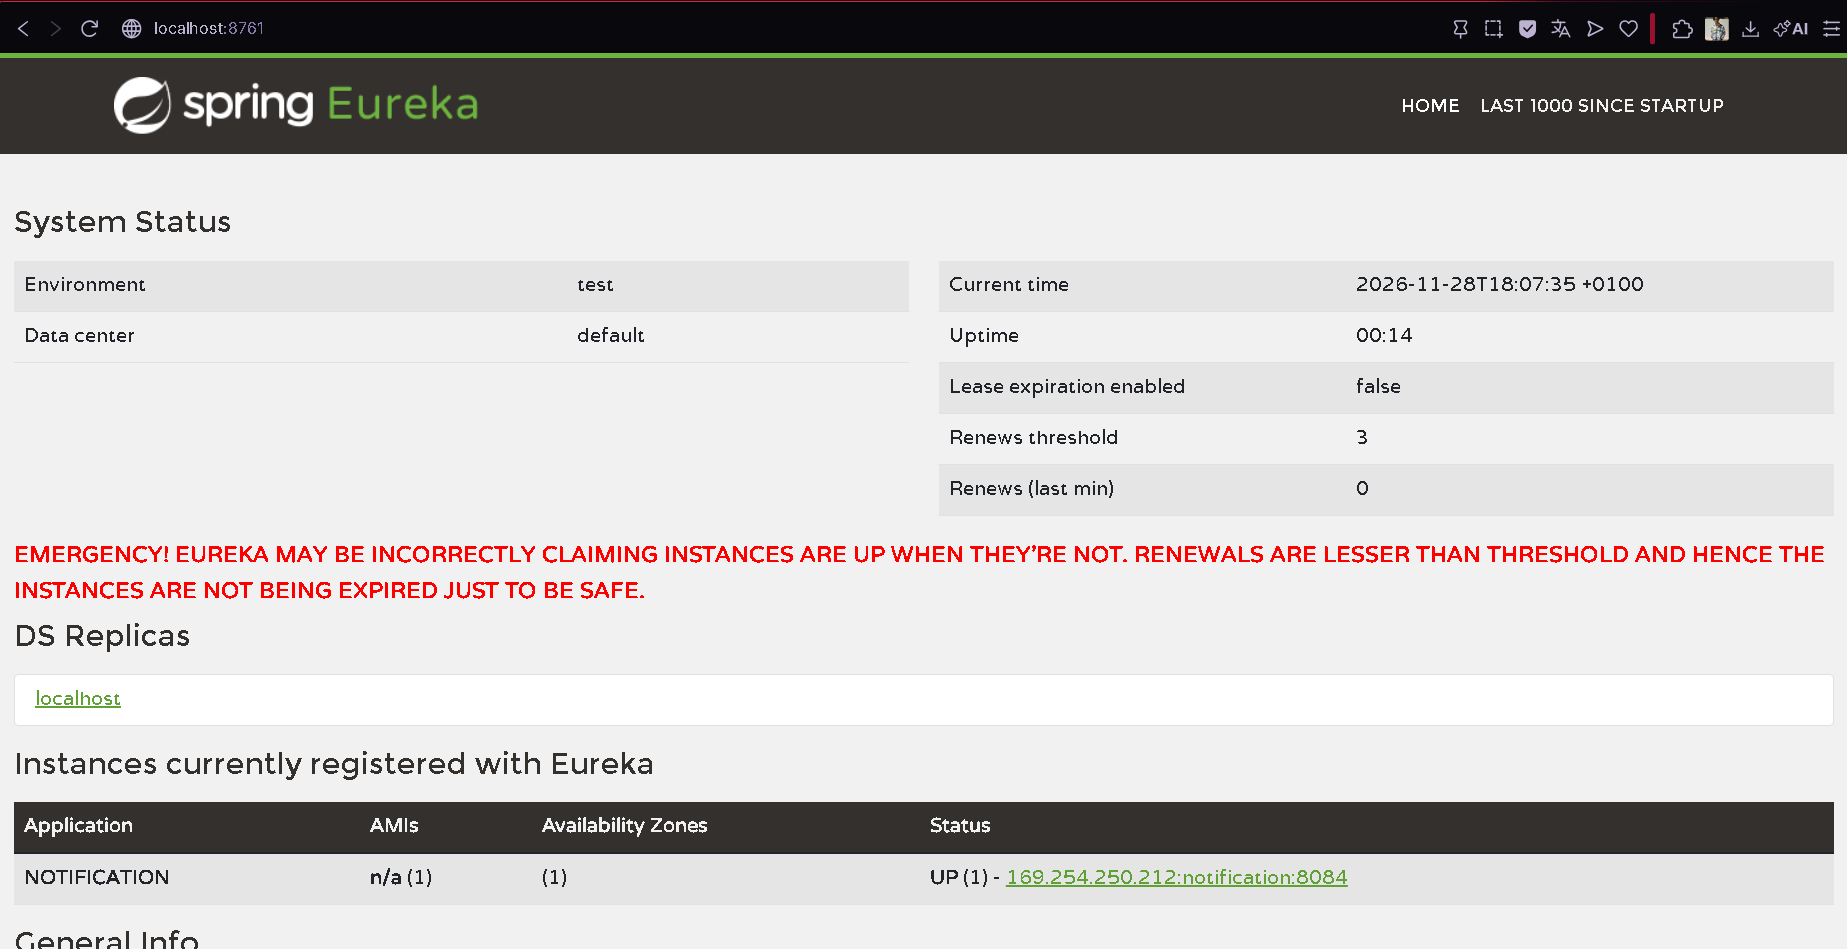 localhost:8761
AI
spring Eureka
HOME LAST 1000 SINCE STARTUP
System Status
Environment test
Data center default
Current time 2026-11-28T18:07:35 +0100
Uptime 00:14
Lease expiration enabled false
Renews threshold 3
Renews (last min) 0
EMERGENCY! EUREKA MAY BE INCORRECTLY CLAIMING INSTANCES ARE UP WHEN THEY'RE NOT. RENEWALS ARE LESSER THAN THRESHOLD AND HENCE THE
INSTANCES ARE NOT BEING EXPIRED JUST TO BE SAFE.
DS Replicas
localhost
Instances currently registered with Eureka
Application AMIs Availability Zones Status
NOTIFICATION n/a (1) (1) UP (1) - 169.254.250.212:notification:8084
General Info